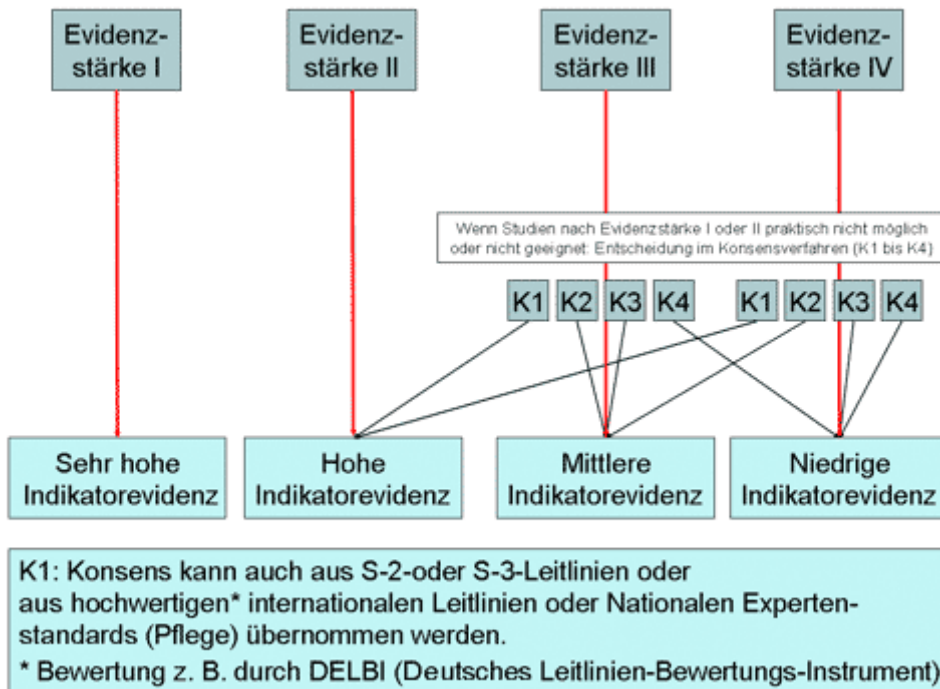 Evidenz-
stärke I
Evidenz-
stärke II
Evidenz-
stärke III
Evidenz-
stärke IV
Wenn Studien nach Evidenzstärke I oder II praktisch nicht möglich
oder nicht geeignet: Entscheidung im Konsensverfahren (K1 bis K4)
K1 K2 K3 K4 K1 K2 K3 K4
Sehr hohe
Indikatorevidenz
Hohe
Indikatorevidenz
Mittlere
Indikatorevidenz
Niedrige
Indikatorevidenz
K1: Konsens kann auch aus S-2-oder S-3-Leitlinien oder
aus hochwertigen* internationalen Leitlinien oder Nationalen Experten-
standards (Pflege) übernommen werden.
* Bewertung z. B. durch DELBI (Deutsches Leitlinien-Bewertungs-Instrument)